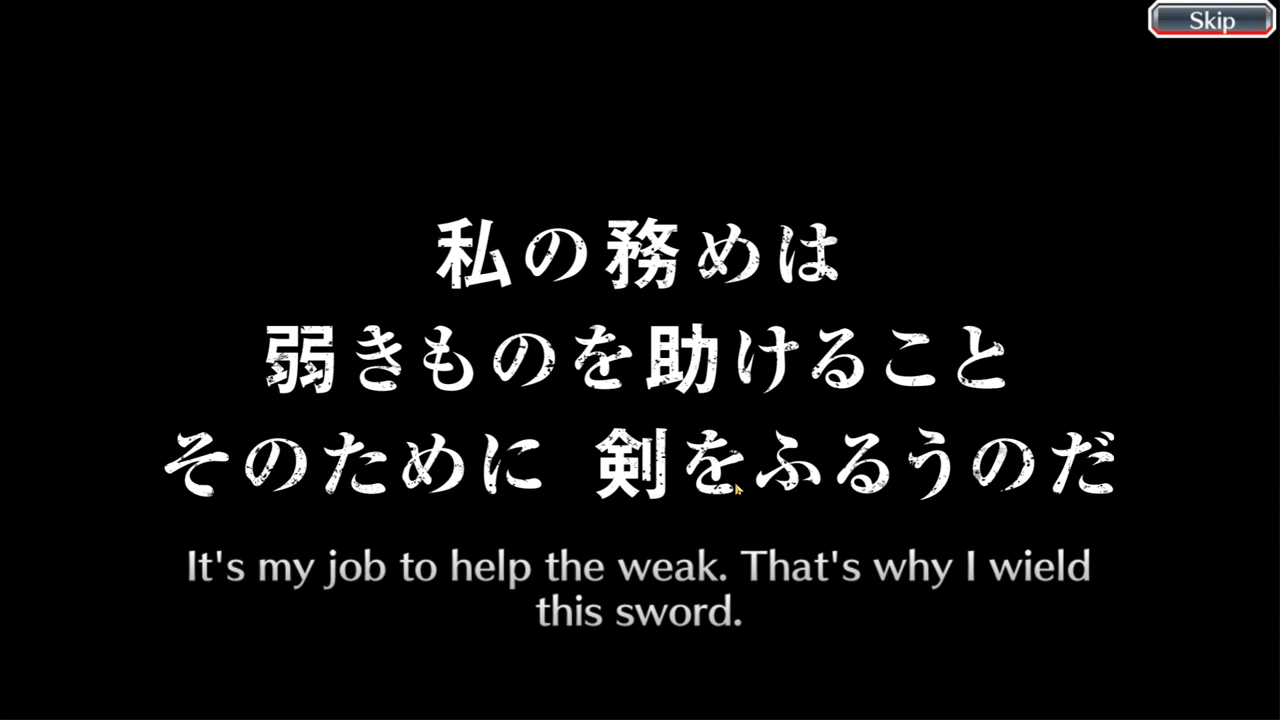 Skip
私の務めは
弱きものを助けること
そのために 剣をふるうのだ
It's my job to help the weak. That's why I wield
this sword.